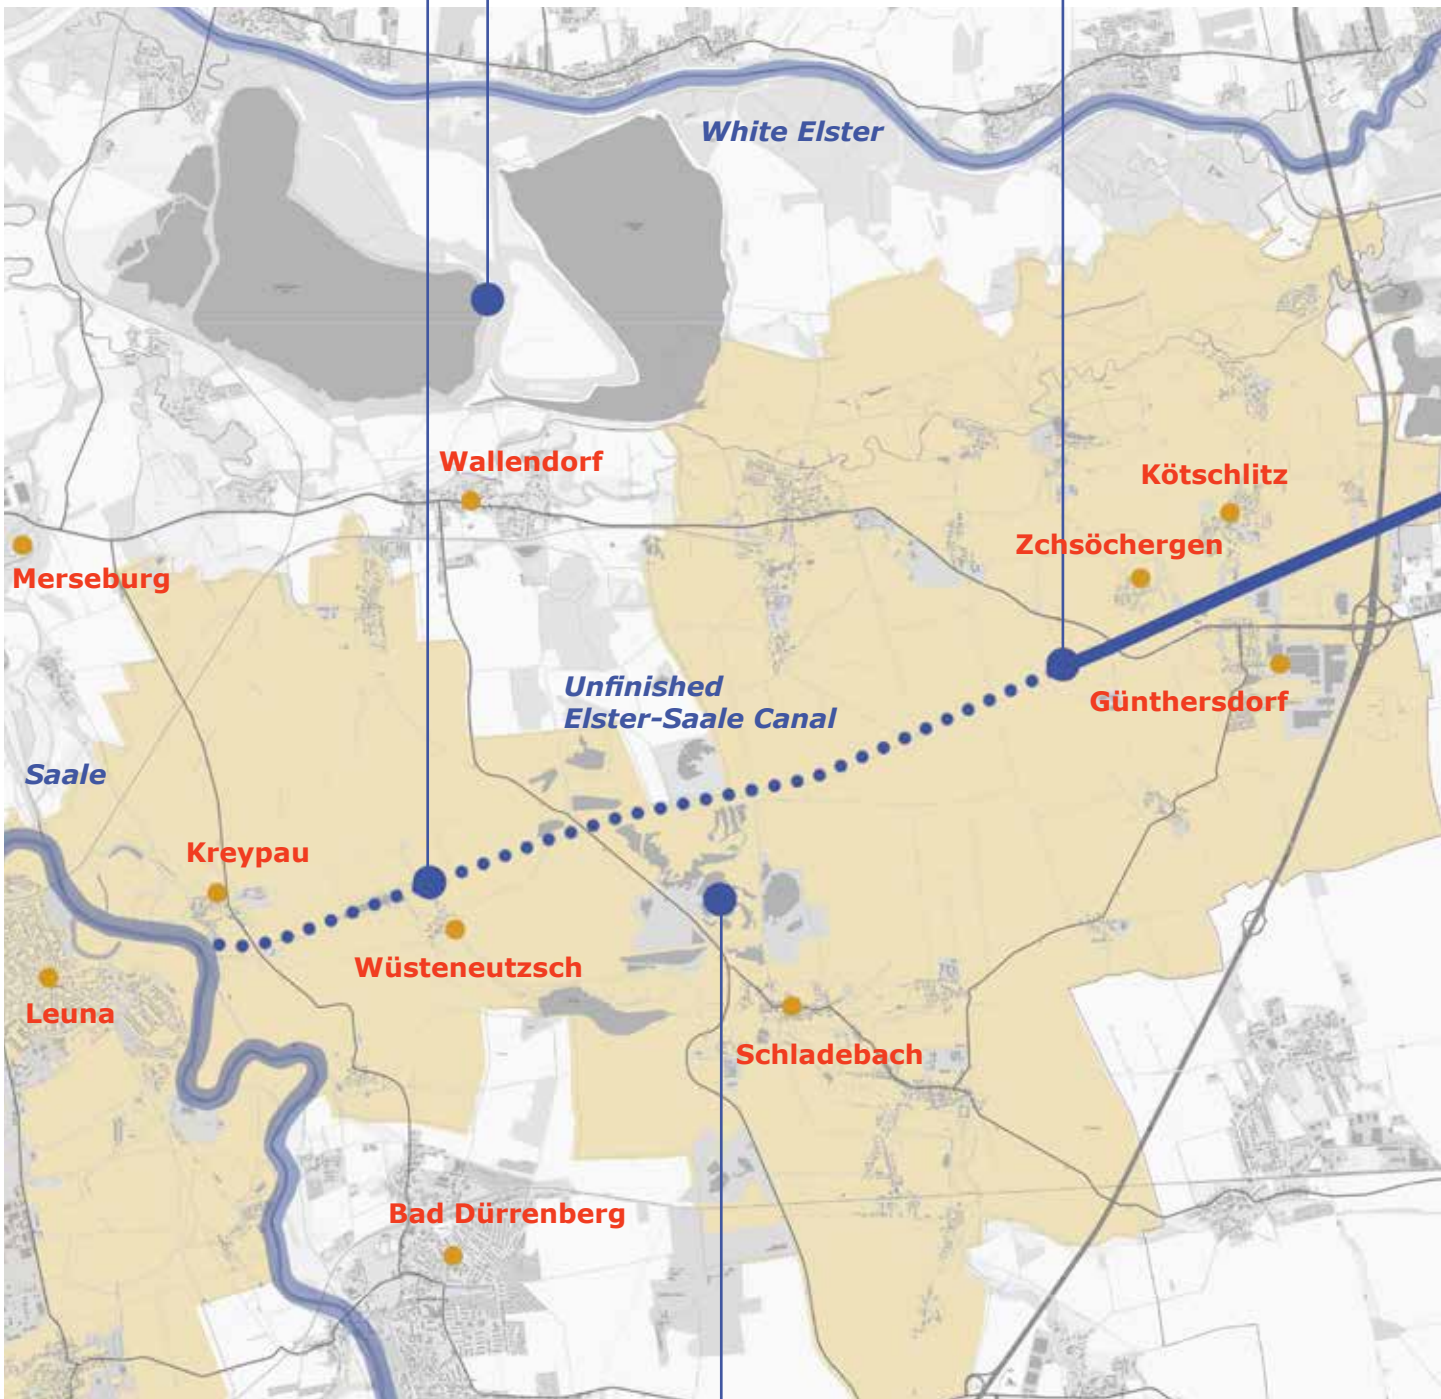 White Elster
Wallendorf
Kötschlitz
Zchsöchergen
Merseburg
Unfinished
Elster-Saale Canal
Günthersdorf
Saale
Kreypau
Wüsteneutzsch
Leuna
Schladebach
Bad Dürrenberg